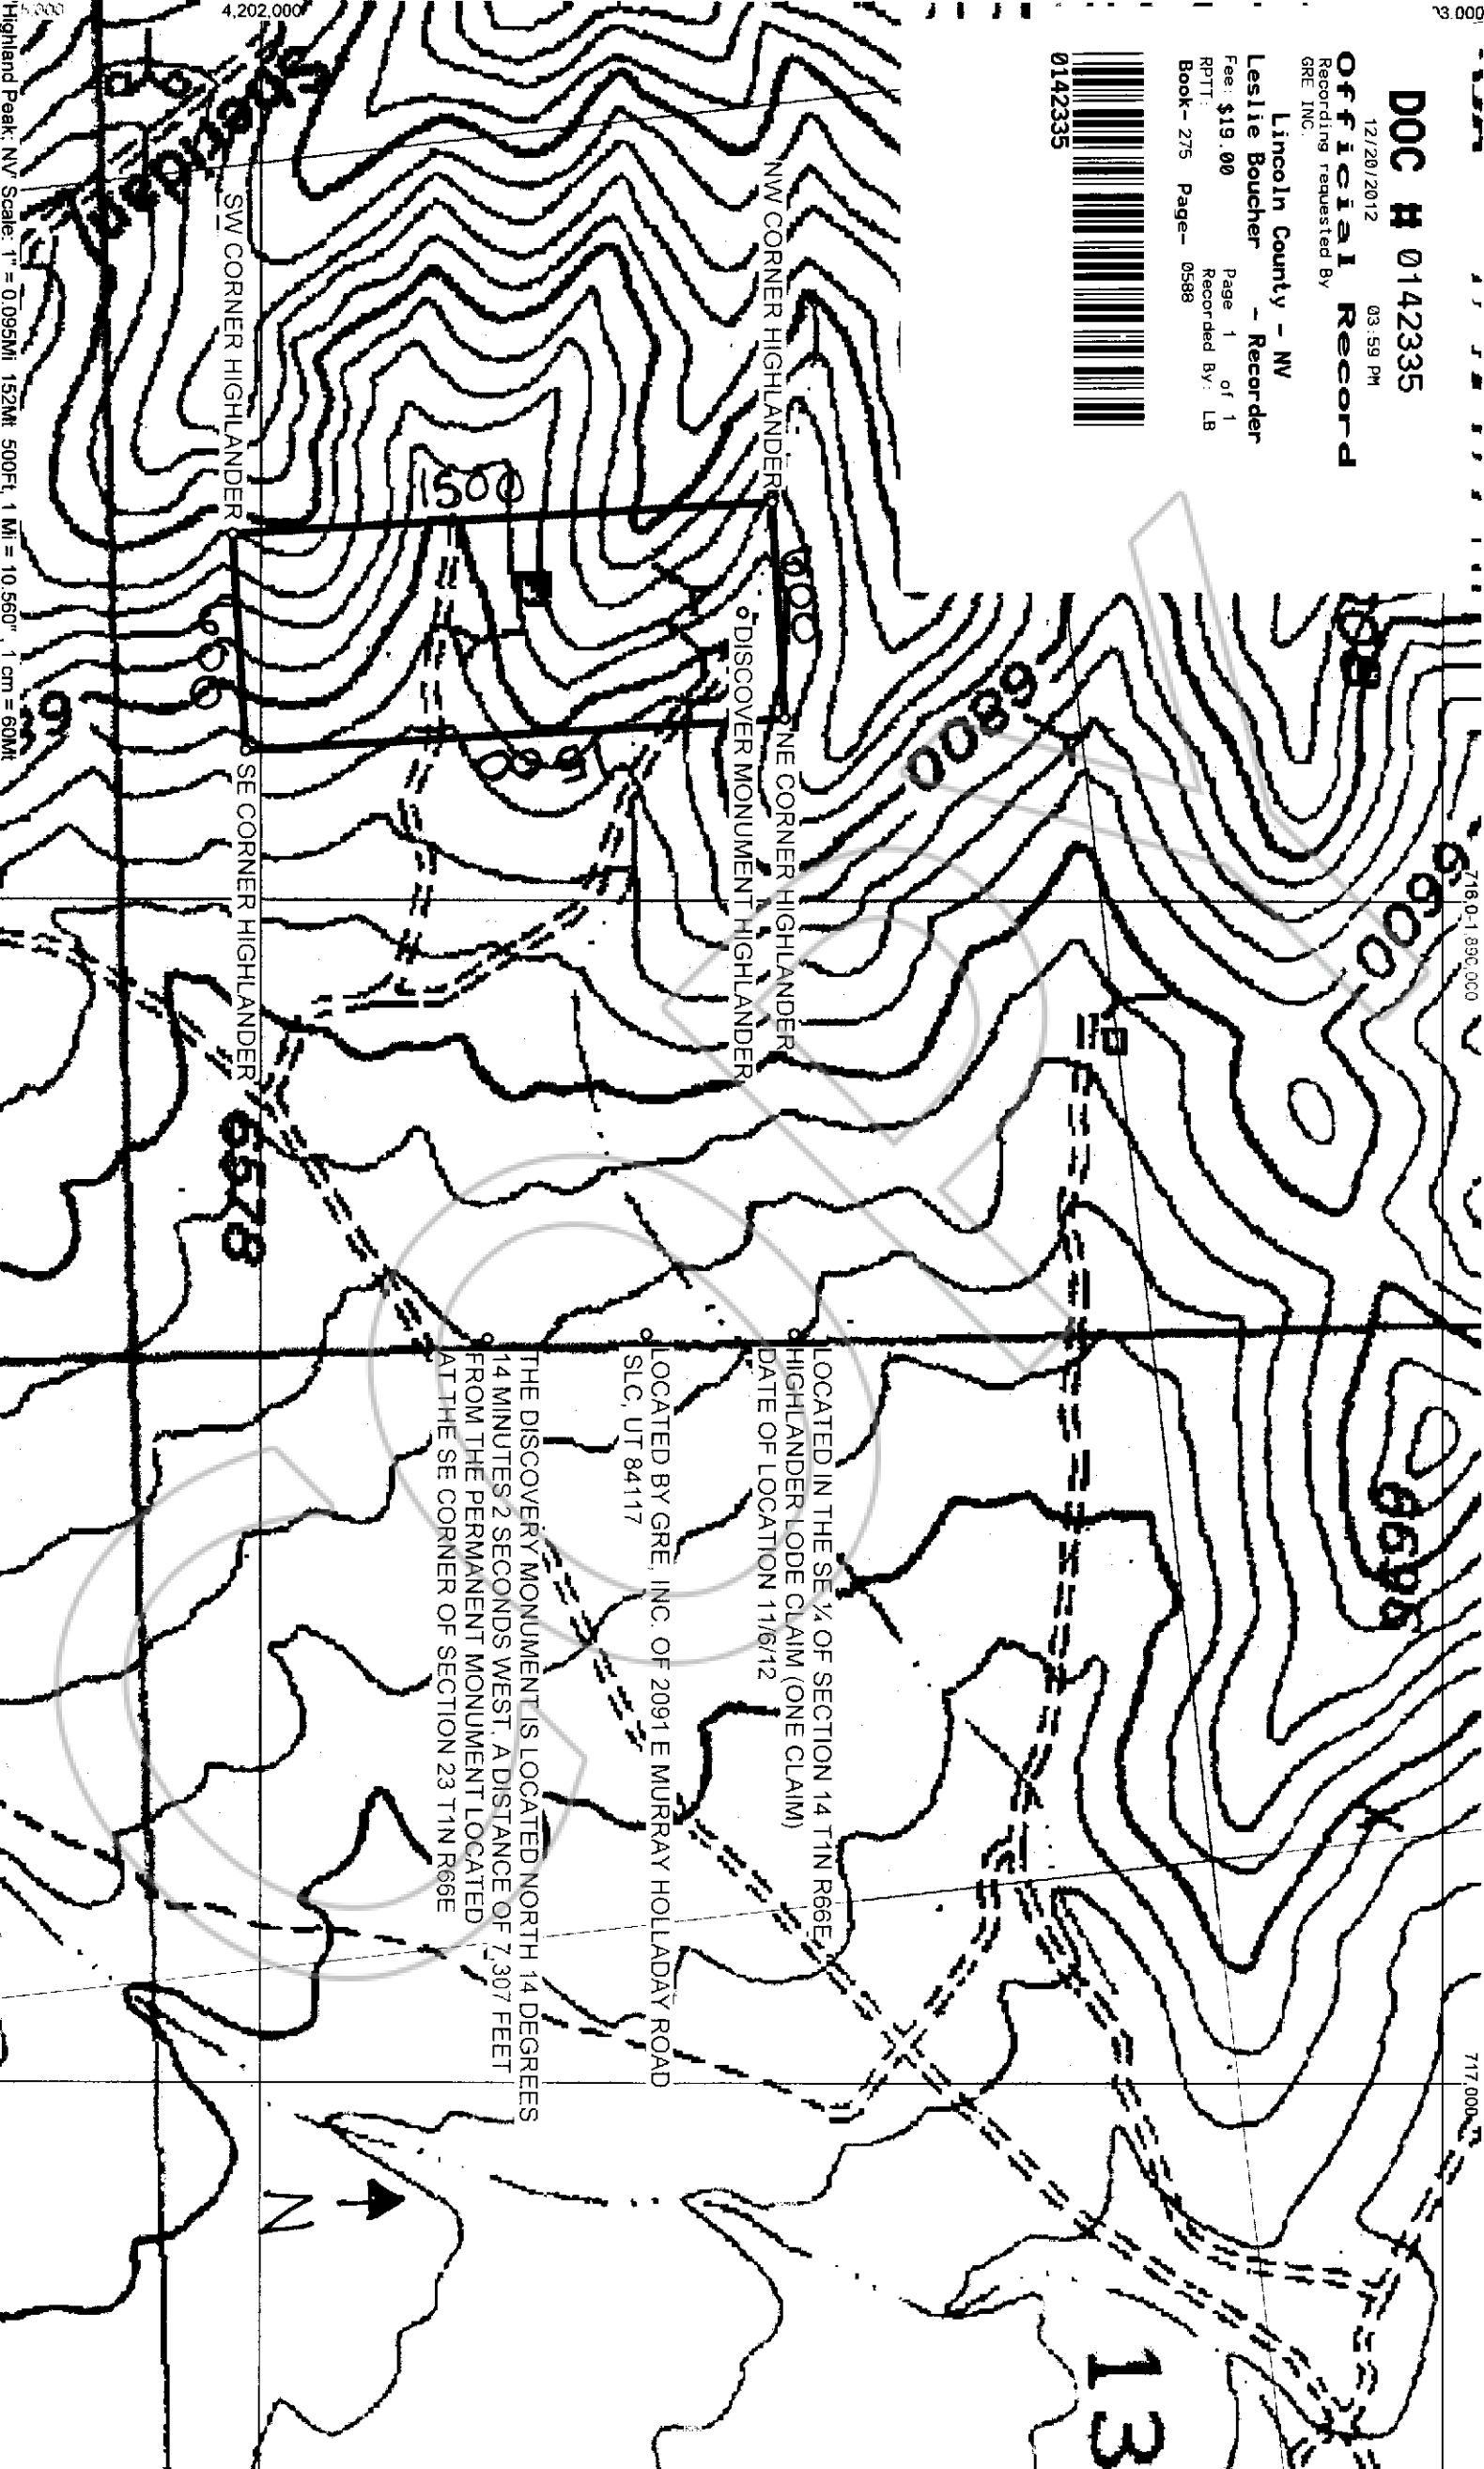 DOC # 0142335
12/20/2012 03:59 PM
Official Record
Recording requested By
GRE INC.
Lincoln County - NV
Leslie Boucher - Recorder
Fee: $19.00 Page 1 of 1
RPTT: Recorded By: LB
Book- 275 Page- 0588
0142335
4,202,000
717,000
6900
6800
6696
13
NW CORNER HIGHLANDER
600
NE CORNER HIGHLANDER
DISCOVER MONUMENT HIGHLANDER
1500
1500
SW CORNER HIGHLANDER
SE CORNER HIGHLANDER
6600
6578
LOCATED IN THE SE ¼ OF SECTION 14 T1N R66E
HIGHLANDER LODE CLAIM (ONE CLAIM)
DATE OF LOCATION 11/6/12
LOCATED BY GRE, INC. OF 2091 E MURRAY HOLLADAY ROAD
SLC, UT 84117
THE DISCOVERY MONUMENT IS LOCATED NORTH 14 DEGREES
14 MINUTES 2 SECONDS WEST, A DISTANCE OF 7,307 FEET
FROM THE PERMANENT MONUMENT LOCATED
AT THE SE CORNER OF SECTION 23 T1N R66E
N
COPY
Highland Peak: NV Scale: 1" = 0.095Mi 152Mt 500Ft, 1 Mi = 10.560", 1 cm = 60Mt